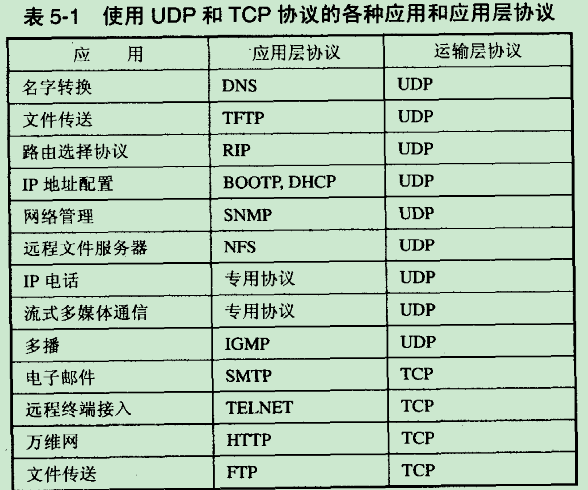 表 5-1 使用 UDP 和 TCP 协议的各种应用和应用层协议
应 用 应用层协议 运输层协议
名字转换 DNS UDP
文件传送 TFTP UDP
路由选择协议 RIP UDP
IP 地址配置 BOOTP, DHCP UDP
网络管理 SNMP UDP
远程文件服务器 NFS UDP
IP 电话 专用协议 UDP
流式多媒体通信 专用协议 UDP
多播 IGMP UDP
电子邮件 SMTP TCP
远程终端接入 TELNET TCP
万维网 HTTP TCP
文件传送 FTP TCP